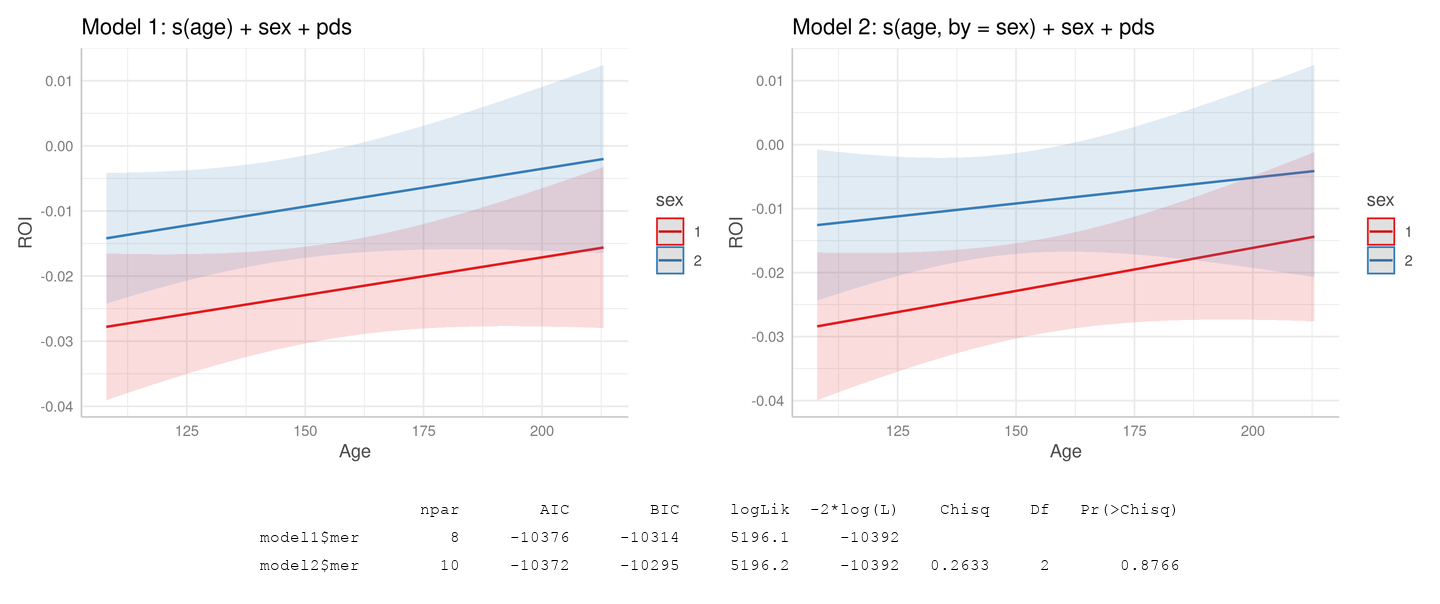 Model 1: s(age) + sex + pds
0.01
0.00
-0.01
-0.02
-0.03
-0.04
ROI
125 150 175 200
Age
sex
1
2
Model 2: s(age, by = sex) + sex + pds
0.01
0.00
-0.01
-0.02
-0.03
-0.04
ROI
125 150 175 200
Age
sex
1
2
npar AIC BIC logLik -2*log(L) Chisq Df Pr(>Chisq)
model1$mer 8 -10376 -10314 5196.1 -10392
model2$mer 10 -10372 -10295 5196.2 -10392 0.2633 2 0.8766